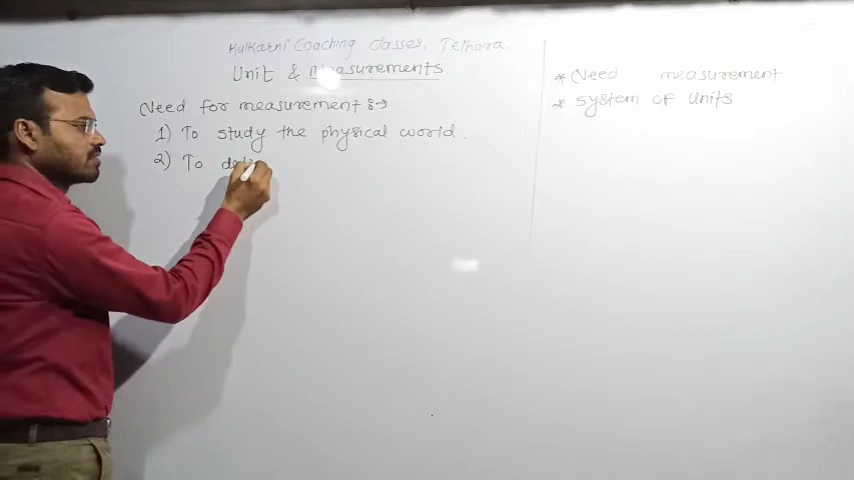 Kulkarni Coaching Classes, Telhara
Unit & Measurements.
Need for measurement :->
1) To study the physical world.
2) To
* Need measurement
* system of Units